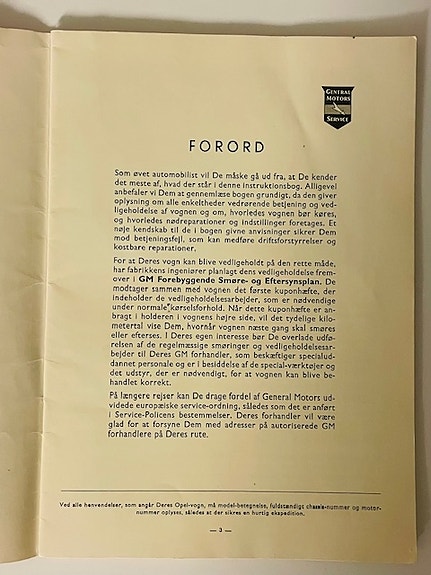 GENERAL
MOTORS
SERVICE
FORORD
Som øvet automobilist vil De måske gå ud fra, at De kender
det meste af, hvad der står i denne instruktionsbog. Alligevel
anbefaler vi Dem at gennemlæse bogen grundigt, da den giver
oplysning om alle enkeltheder vedrørende betjening og ved-
ligeholdelse af vognen og om, hvorledes vognen bør køres,
og hvorledes nødreparationer og indstillinger foretages. Et
nøje kendskab til de i bogen givne anvisninger sikrer Dem
mod betjeningsfejl, som kan medføre driftsforstyrrelser og
kostbare reparationer.
For at Deres vogn kan blive vedligeholdt på den rette måde,
har fabrikkens ingeniører planlagt dens vedligeholdelse frem-
over i GM Forebyggende Smøre- og Eftersynsplan. De
modtager sammen med vognen det første kuponhæfte, der
indeholder de vedligeholdelsesarbejder, som er nødvendige
under normale kørselsforhold. Når dette kuponhæfte er an-
bragt i holderen i vognens højre side, vil det tydelige kilo-
metertal vise Dem, hvornår vognen næste gang skal smøres
eller efterses. I Deres egen interesse bør De overlade udfø-
relsen af de regelmæssige smøringer og vedligeholdelsesar-
bejder til Deres GM forhandler, som beskæftiger specialud-
dannet personale og er i besiddelse af de special-værktøjer og
det udstyr, der er nødvendigt, for at vognen kan blive be-
handlet korrekt.
På længere rejser kan De drage fordel af General Motors ud-
videde europæiske service-ordning, således som det er anført
i Service-Policens bestemmelser. Deres forhandler vil være
glad for at forsyne Dem med adresser på autoriserede GM
forhandlere på Deres rute.
Ved alle henvendelser, som angår Deres Opel-vogn, må model-betegnelse, fuldstændigt chassis-nummer og motor-
nummer oplyses, således at der sikres en hurtig ekspedition.
— 3 —